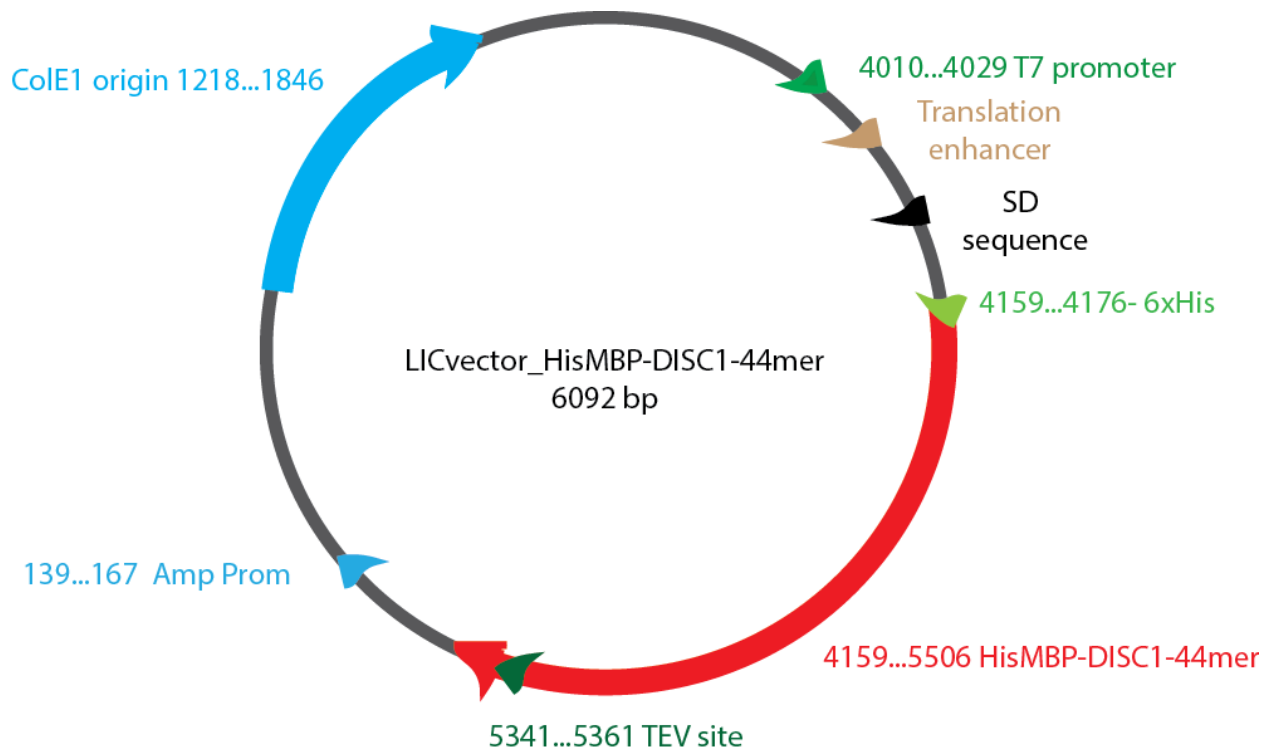 ColE1 origin 1218...1846
4010...4029 T7 promoter
Translation
enhancer
SD
sequence
4159...4176- 6xHis
LICvector_HisMBP-DISC1-44mer
6092 bp
139...167 Amp Prom
4159...5506 HisMBP-DISC1-44mer
5341...5361 TEV site